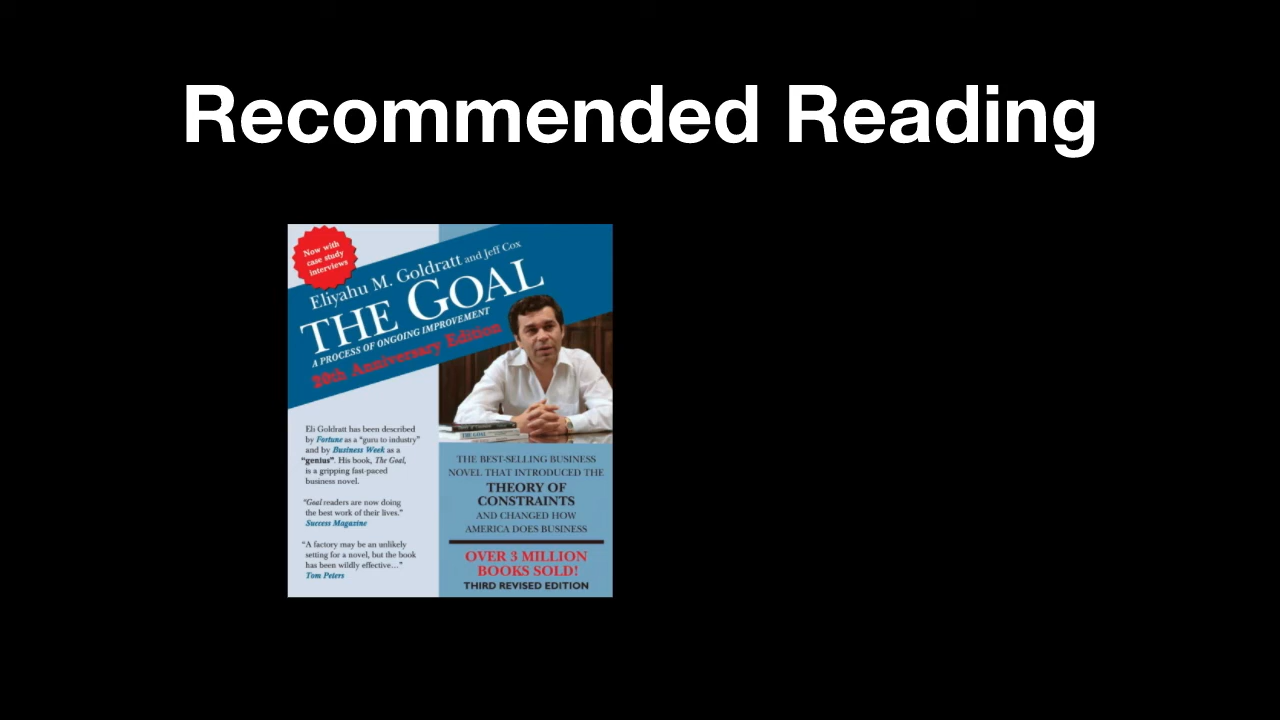 Recommended Reading
Now with
case study
interviews
Eliyahu M. Goldratt and Jeff Cox
THE GOAL
A PROCESS OF ONGOING IMPROVEMENT
20th Anniversary Edition
Eli Goldratt has been described
by Fortune as a “guru to industry”
and by Business Week as a
“genius”. His book, The Goal,
is a gripping fast-paced
business novel.
“Goal readers are now doing
the best work of their lives.”
Success Magazine
“A factory may be an unlikely
setting for a novel, but the book
has been wildly effective...”
Tom Peters
THE GOAL
THE BEST-SELLING BUSINESS
NOVEL THAT INTRODUCED THE
THEORY OF
CONSTRAINTS
AND CHANGED HOW
AMERICA DOES BUSINESS
OVER 3 MILLION
BOOKS SOLD!
THIRD REVISED EDITION